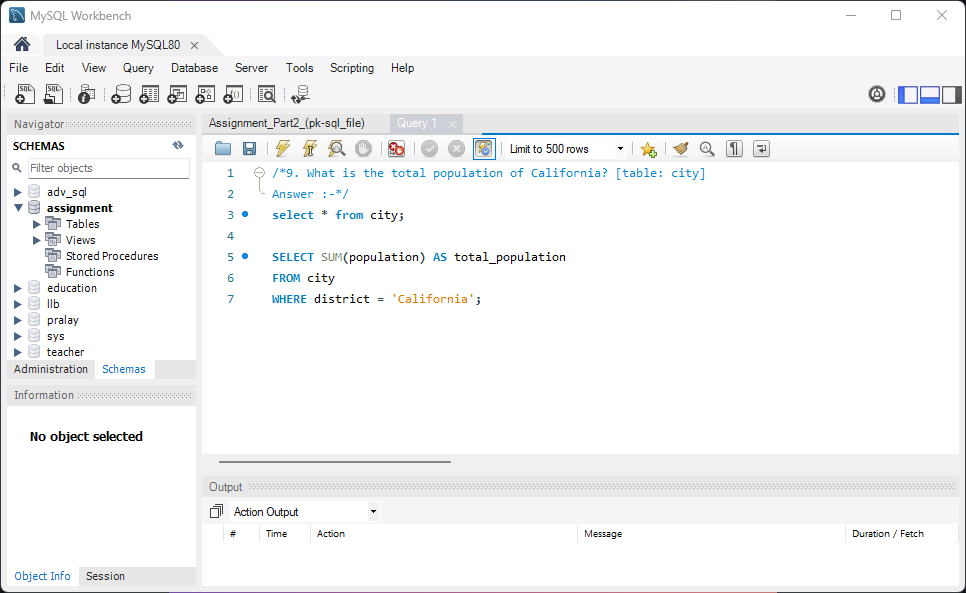 MySQL Workbench
Local instance MySQL80
File Edit View Query Database Server Tools Scripting Help
Navigator
SCHEMAS
Filter objects
adv_sql
assignment
Tables
Views
Stored Procedures
Functions
education
llb
pralay
sys
teacher
Administration Schemas
Information
No object selected
Object Info Session
Assignment_Part2_(pk-sql_file) Query 1
Limit to 500 rows
1 /*9. What is the total population of California? [table: city]
2 Answer :-*/
3 select * from city;
4
5 SELECT SUM(population) AS total_population
6 FROM city
7 WHERE district = 'California';
Output
Action Output
# Time Action Message Duration / Fetch